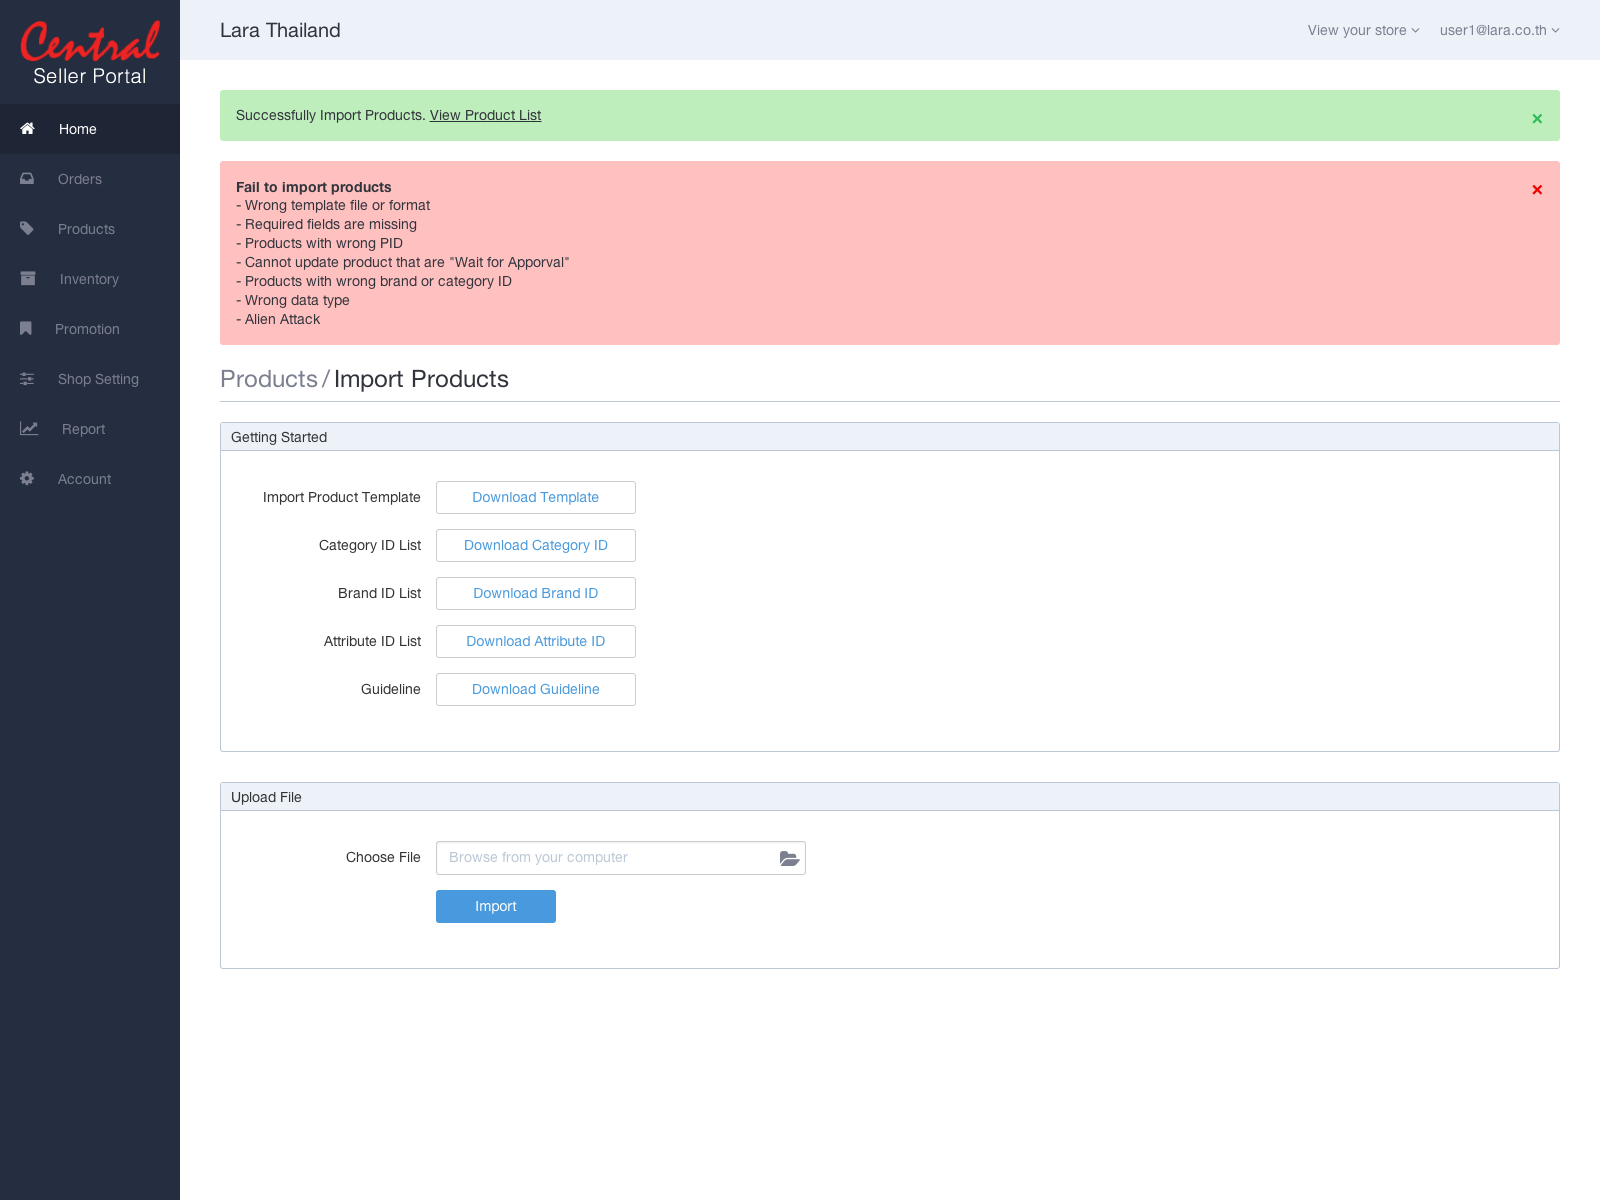 Central
Seller Portal
Home
Orders
Products
Inventory
Promotion
Shop Setting
Report
Account
Lara Thailand
View your store
user1@lara.co.th
Successfully Import Products. View Product List
Fail to import products
- Wrong template file or format
- Required fields are missing
- Products with wrong PID
- Cannot update product that are "Wait for Apporval"
- Products with wrong brand or category ID
- Wrong data type
- Alien Attack
Products / Import Products
Getting Started
Import Product Template Download Template
Category ID List Download Category ID
Brand ID List Download Brand ID
Attribute ID List Download Attribute ID
Guideline Download Guideline
Upload File
Choose File Browse from your computer
Import